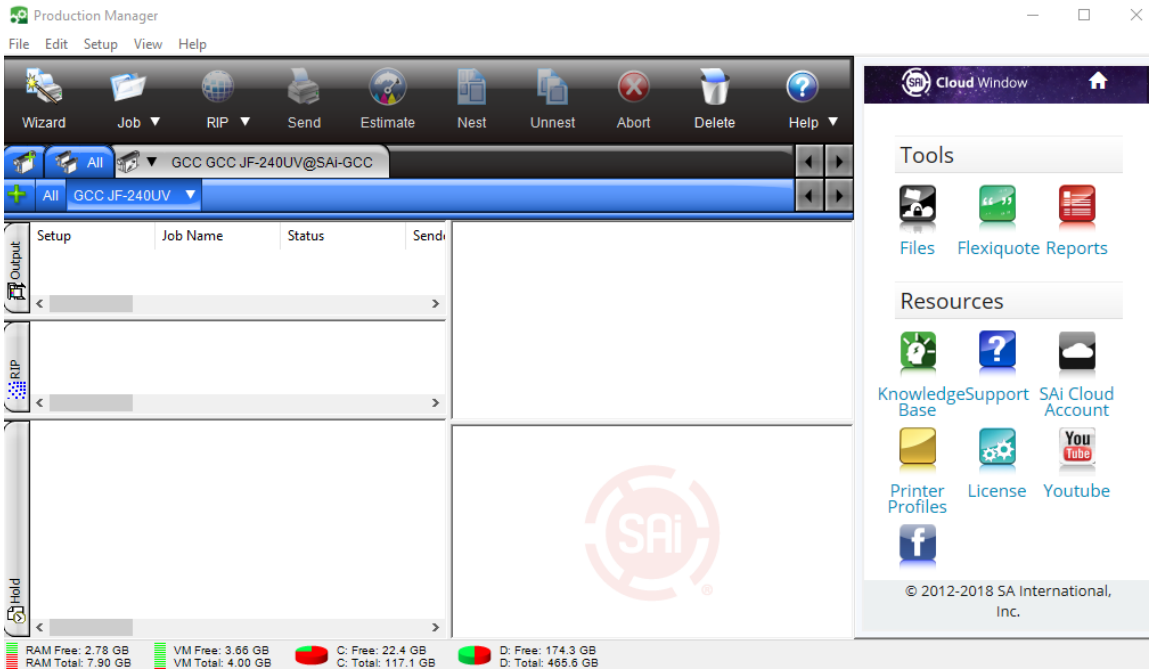 Production Manager
File Edit Setup View Help
Wizard Job RIP Send Estimate Nest Unnest Abort Delete Help
All GCC GCC JF-240UV@SAi-GCC
All GCC JF-240UV
Output
Setup Job Name Status Sende
RIP
Hold
SAi
®
RAM Free: 2.78 GB
RAM Total: 7.90 GB
VM Free: 3.66 GB
VM Total: 4.00 GB
C: Free: 22.4 GB
C: Total: 117.1 GB
D: Free: 174.3 GB
D: Total: 465.6 GB
SAi Cloud Window
Tools
Files Flexiquote Reports
Resources
Knowledge Base
Support
SAi Cloud Account
You Tube
Printer Profiles
License
Youtube
f
© 2012-2018 SA International, Inc.